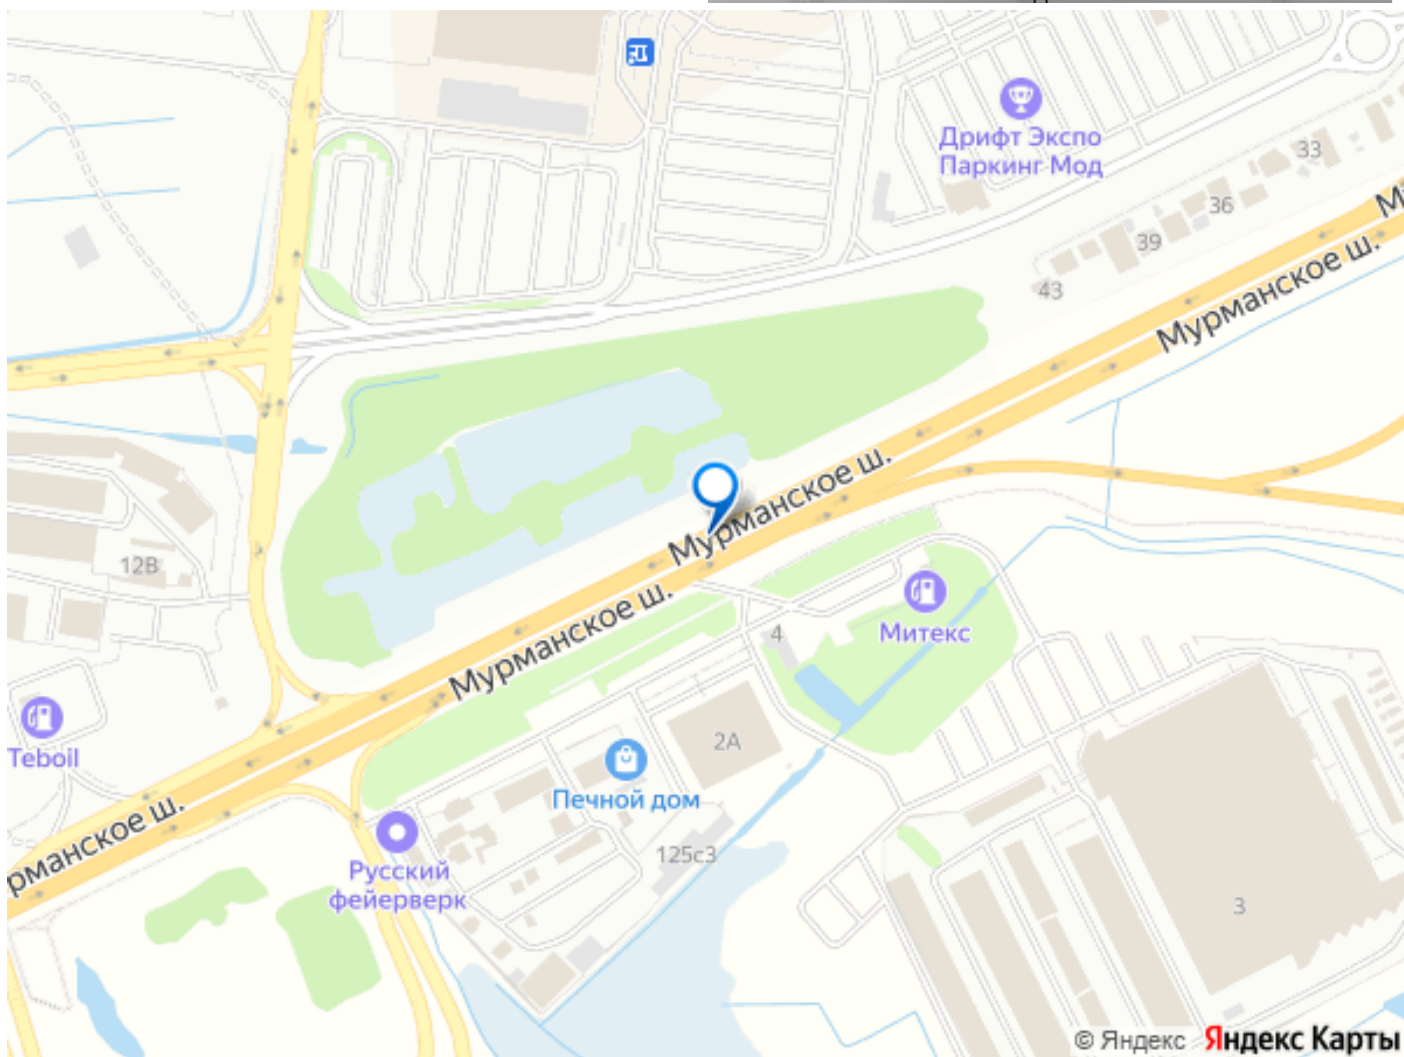 Дрифт Экспо
Паркинг Мод
33
36
39
43
Мурманское ш.
Мурманское ш.
12В
Митекс
4
Мурманское ш.
Teboil
2А
Печной дом
рманское ш.
125с3
Русский
фейерверк
3
© Яндекс Яндекс Карты